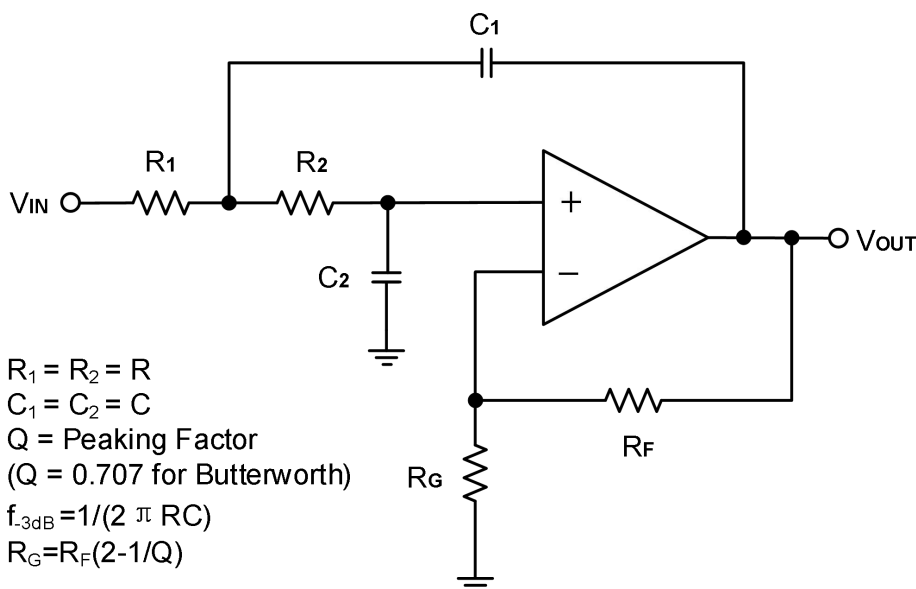 C1
R1
R2
VIN
+
VOUT
C2
−
R1 = R2 = R
C1 = C2 = C
Q = Peaking Factor
(Q = 0.707 for Butterworth)
f-3dB =1/(2 π RC)
RG=RF(2-1/Q)
RF
RG